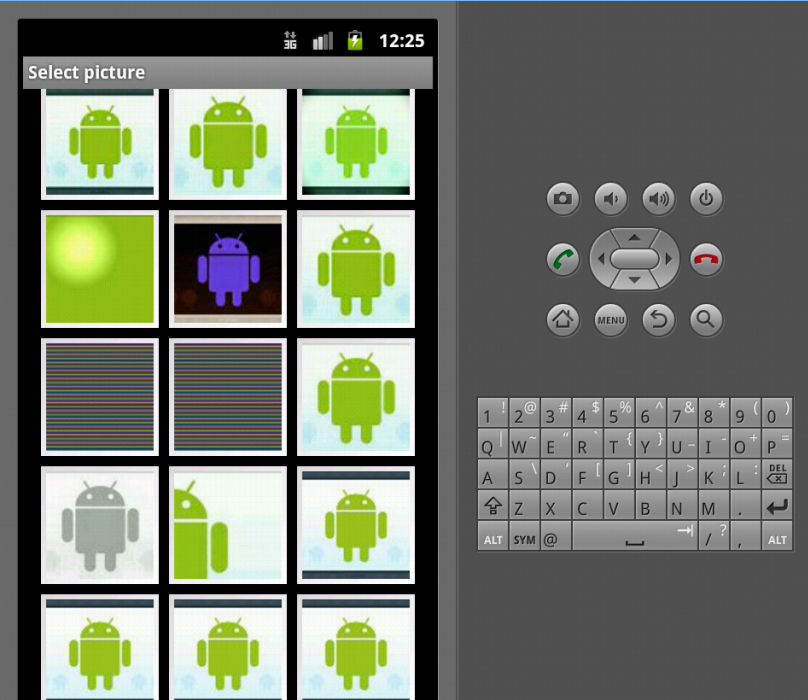 3G 12:25
Select picture
MENU
1 ! 2 @ 3 # 4 $ 5 % 6 ^ 7 & 8 * 9 ( 0 )
Q | W ~ E " R ` T { Y } U _ I - O + P =
A S \ D ' F [ G ] H < J > K ; L : DEL
Z X C V B N M .
ALT SYM @ / ? , ALT